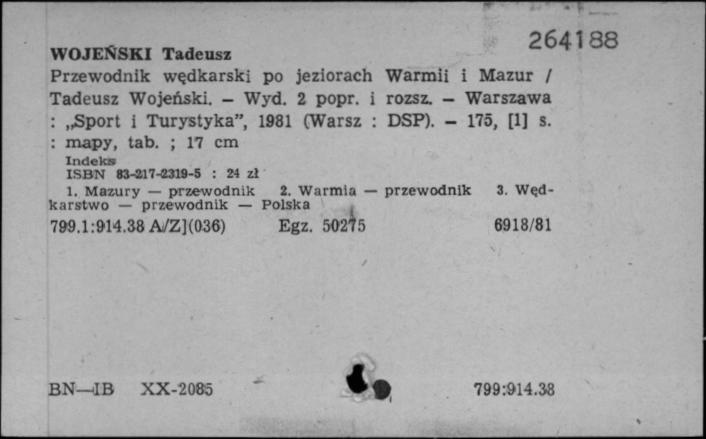 264188
WOJEŃSKI Tadeusz
Przewodnik wędkarski po jeziorach Warmii i Mazur /
Tadeusz Wojeński. — Wyd. 2 popr. i rozsz. — Warszawa
: „Sport i Turystyka”, 1981 (Warsz : DSP). — 175, [1] s.
: mapy, tab. ; 17 cm
Indeks
ISBN 83-217-2319-5 : 24 zł
1. Mazury — przewodnik 2. Warmia — przewodnik 3. Węd-
karstwo — przewodnik — Polska
799.1:914.38 A/Z](036) Egz. 50275 6918/81
BN—IB XX-2085 799:914.38